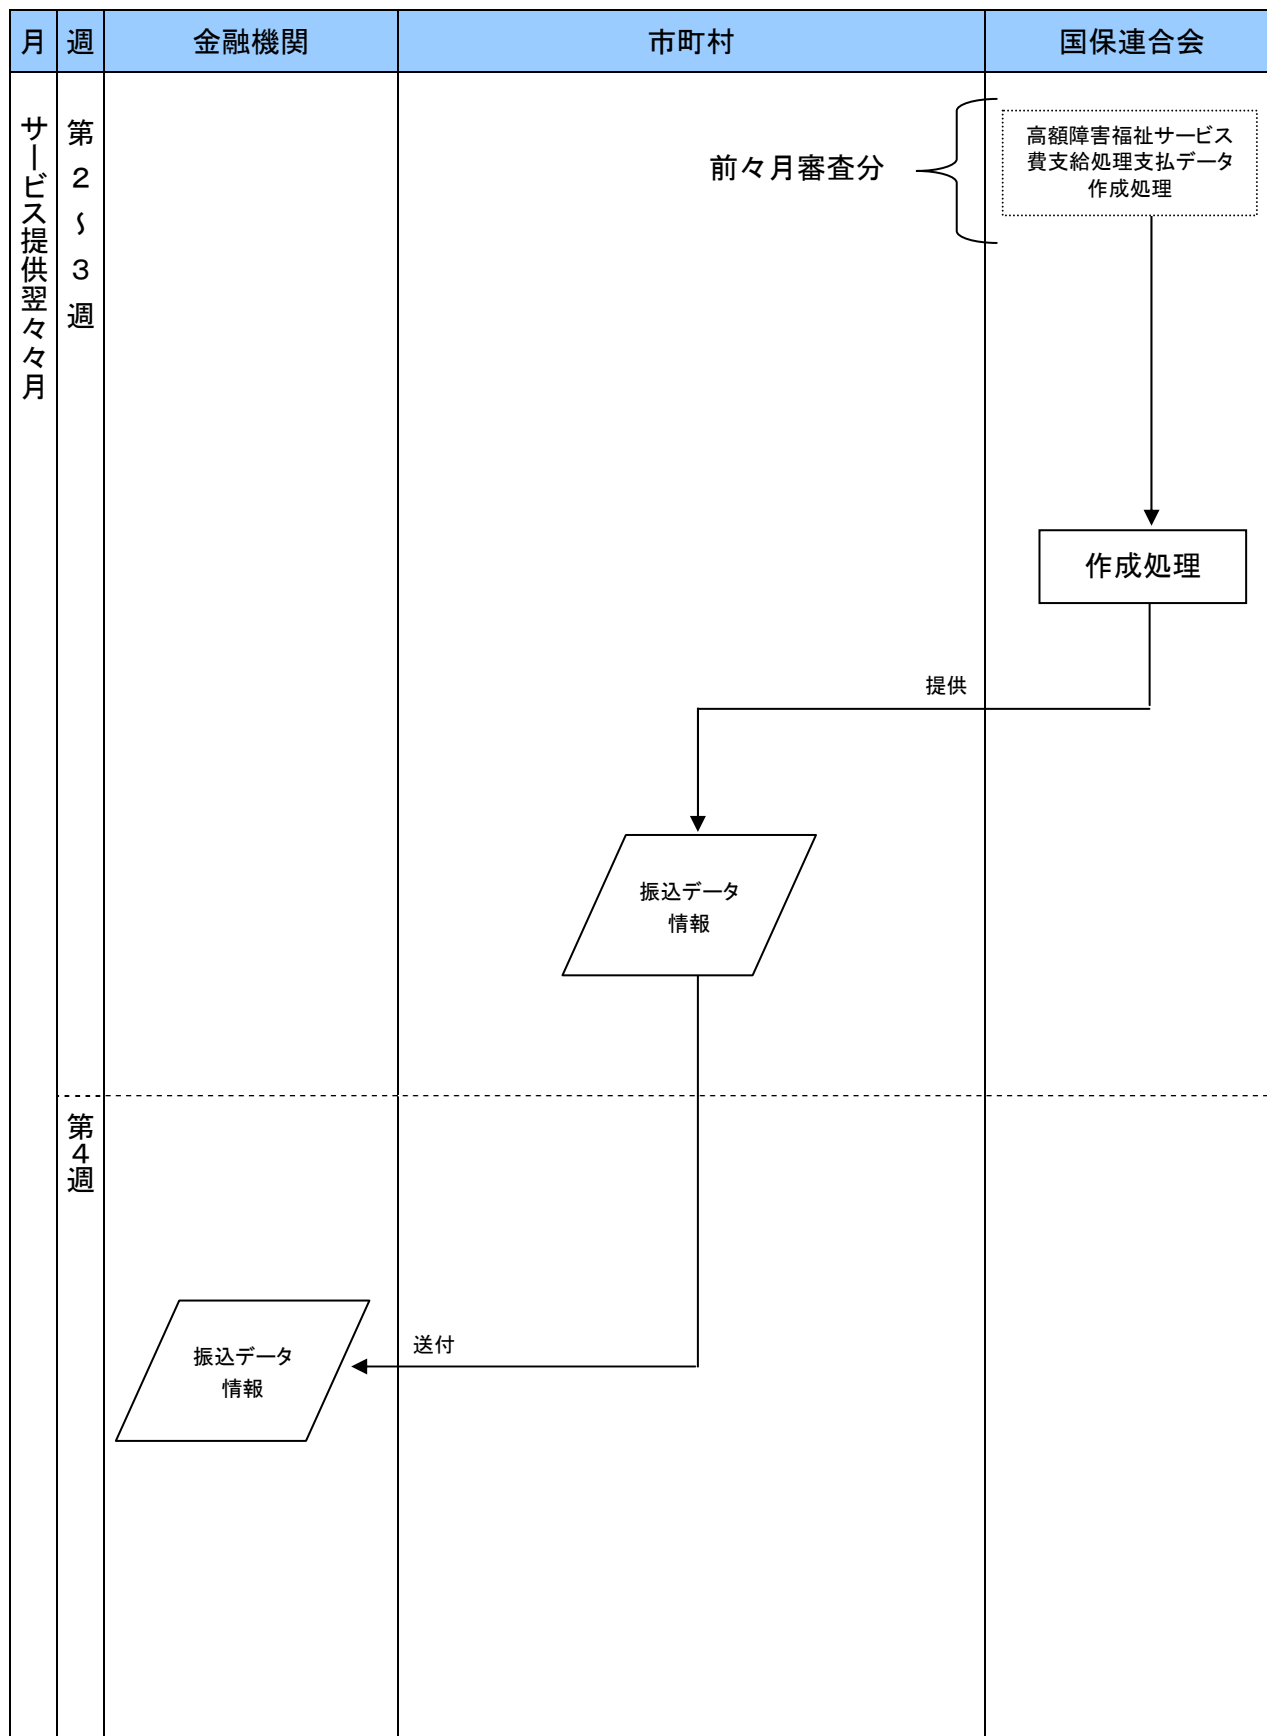 月 週 金融機関 市町村 国保連合会
サービス提供翌々々月
第2～3週
前々月審査分
高額障害福祉サービス
費支給処理支払データ
作成処理
作成処理
提供
振込データ
情報
第4週
送付
振込データ
情報